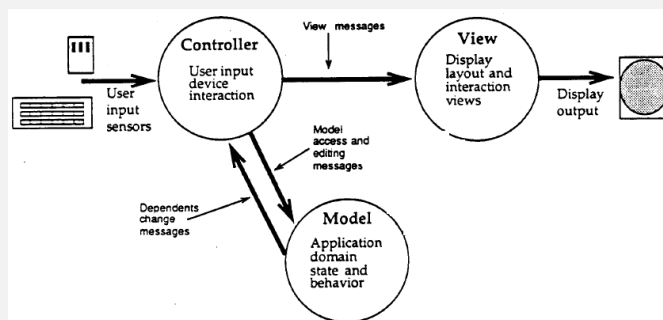 View messages
Controller
User input
device
interaction
View
Display
layout and
interaction
views
User
input
sensors
Display
output
Model
access and
editing
messages
Dependents
change
messages
Model
Application
domain
state and
behavior